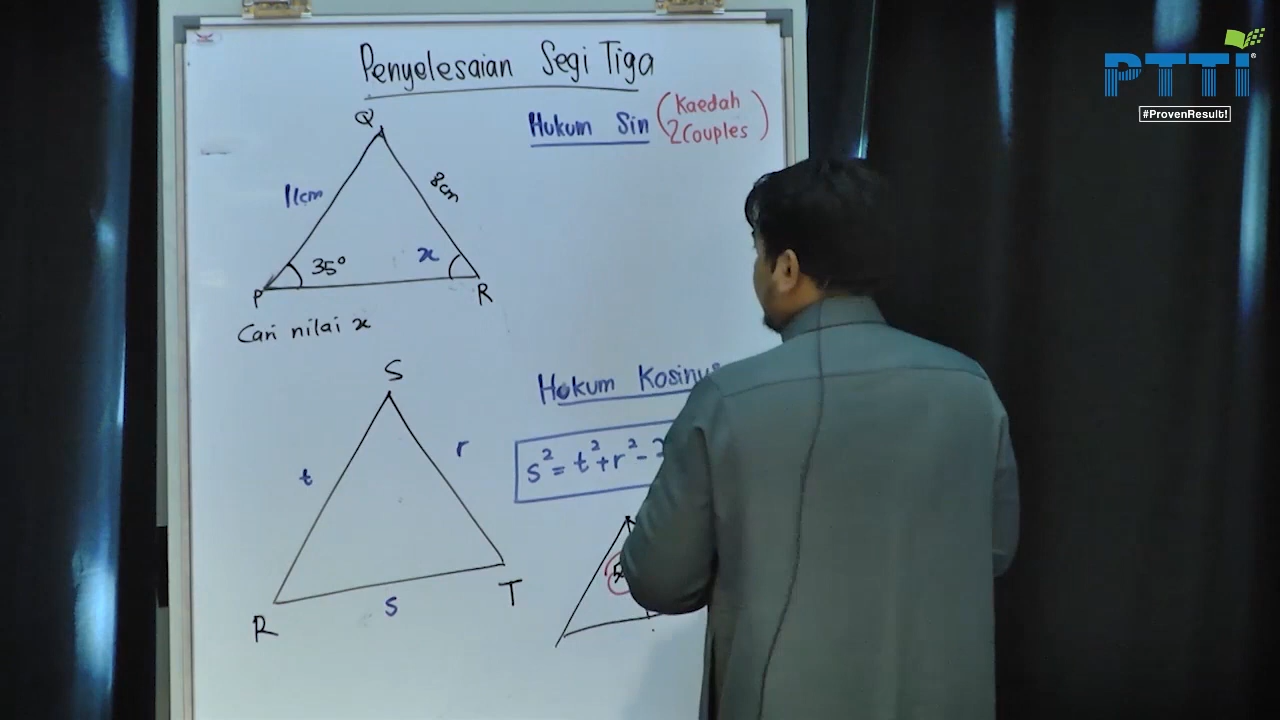 Penyelesaian Segi Tiga
Hukum Sin (Kaedah
2 Couples)
Q
11cm
8cm
35°
x
P
R
Cari nilai x
S
t
r
R
s
T
Hukum Kosinus
s² = t² + r² -
PTTI
#ProvenResult!